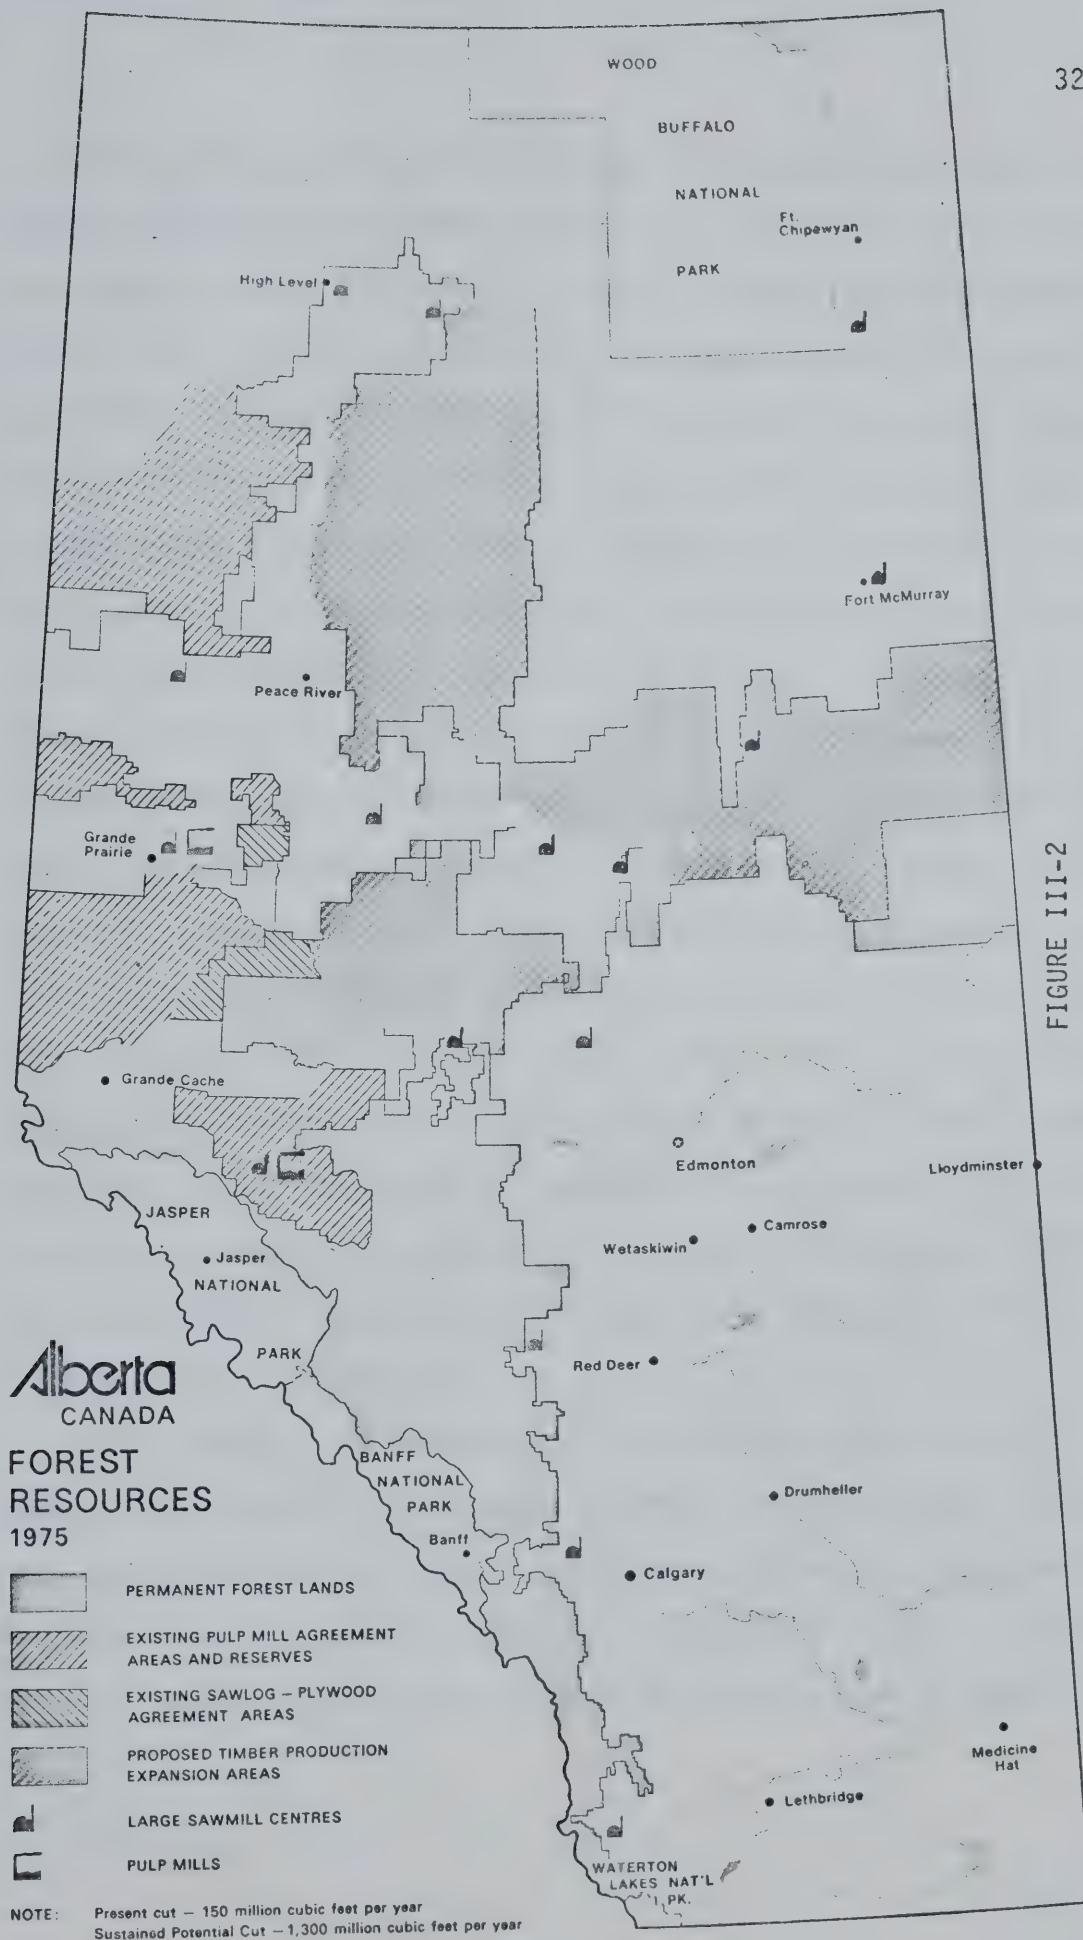 32
WOOD
BUFFALO
NATIONAL
PARK
Ft.
Chipewyan
High Level
Fort McMurray
Peace River
Grande
Prairie
FIGURE III-2
Grande Cache
Edmonton
Lloydminster
JASPER
Jasper
NATIONAL
PARK
Wetaskiwin
Camrose
Red Deer
Alberta
CANADA
FOREST
RESOURCES
1975
BANFF
NATIONAL
PARK
Banff
Drumheller
Calgary
PERMANENT FOREST LANDS
EXISTING PULP MILL AGREEMENT
AREAS AND RESERVES
EXISTING SAWLOG – PLYWOOD
AGREEMENT AREAS
PROPOSED TIMBER PRODUCTION
EXPANSION AREAS
LARGE SAWMILL CENTRES
PULP MILLS
Medicine
Hat
Lethbridge
WATERTON
LAKES NAT'L
PK.
NOTE: Present cut – 150 million cubic feet per year
Sustained Potential Cut – 1,300 million cubic feet per year